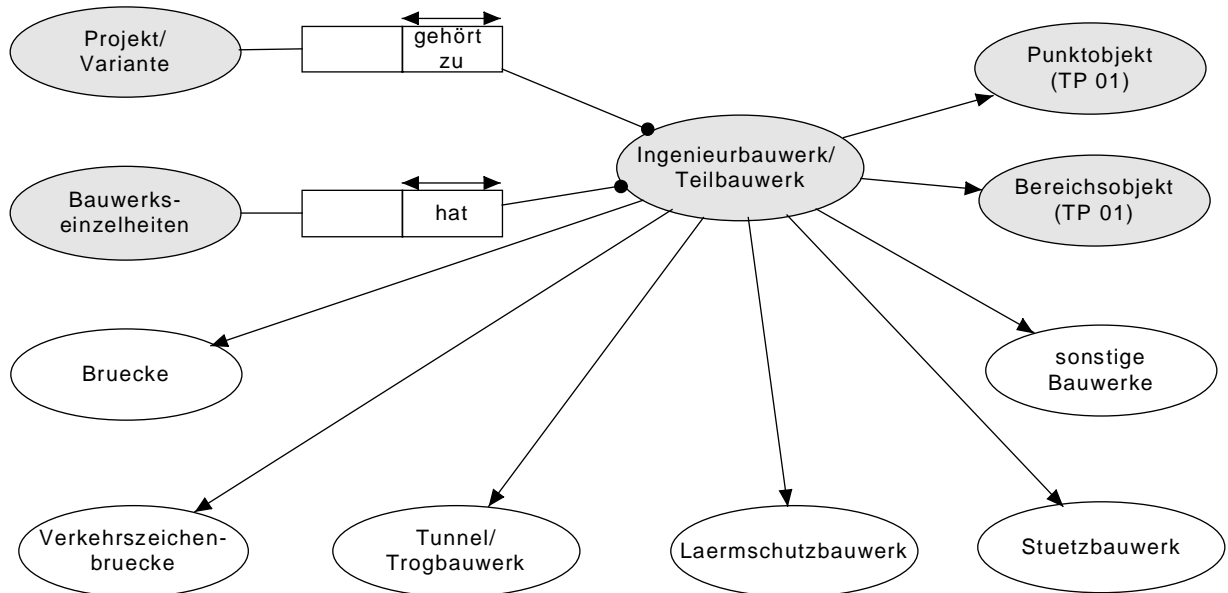 Projekt/
Variante
gehört
zu
Punktobjekt
(TP 01)
Ingenieurbauwerk/
Teilbauwerk
Bauwerks-
einzelheiten
hat
Bereichsobjekt
(TP 01)
Bruecke
sonstige
Bauwerke
Verkehrszeichen-
bruecke
Tunnel/
Trogbauwerk
Laermschutzbauwerk
Stuetzbauwerk